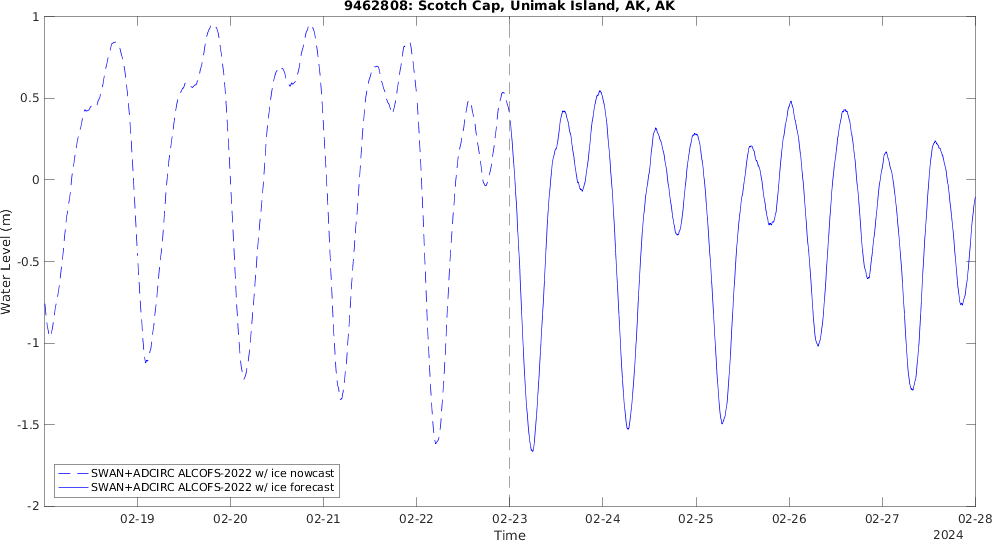 9462808: Scotch Cap, Unimak Island, AK, AK
Water Level (m)
1
0.5
0
-0.5
-1
-1.5
-2
SWAN+ADCIRC ALCOFS-2022 w/ ice nowcast
SWAN+ADCIRC ALCOFS-2022 w/ ice forecast
02-19 02-20 02-21 02-22 02-23 02-24 02-25 02-26 02-27 02-28
Time
2024